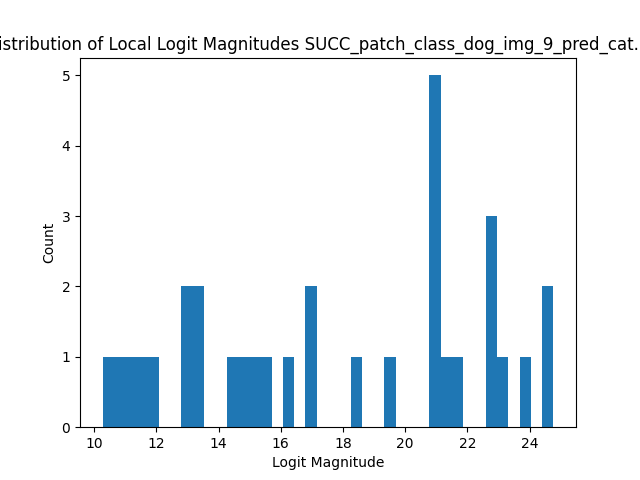 istribution of Local Logit Magnitudes SUCC_patch_class_dog_img_9_pred_cat.
5
4
3
2
1
0
Count
10 12 14 16 18 20 22 24
Logit Magnitude